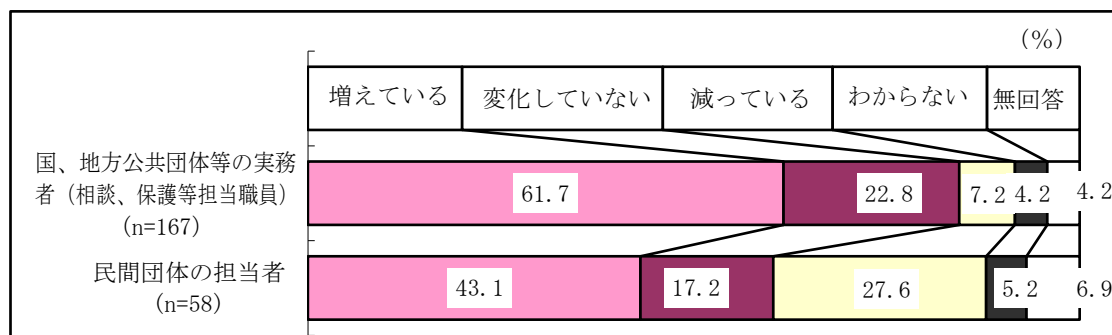 (%)
増えている 変化していない 減っている わからない 無回答
国、地方公共団体等の実務
者（相談、保護等担当職員）
(n=167)
61.7 22.8 7.2 4.2 4.2
民間団体の担当者
(n=58)
43.1 17.2 27.6 5.2 6.9